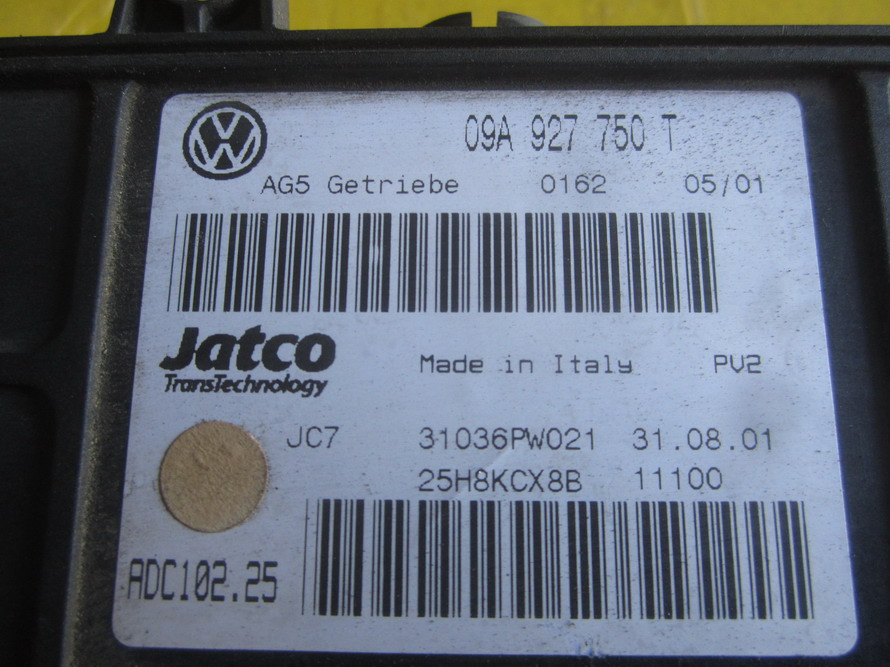 09A 927 750 T
AG5 Getriebe 0162 05/01
Jatco
TransTechnology
Made in Italy PV2
JC7 31036PW021 31.08.01
25H8KCX8B 11100
ADC102.25